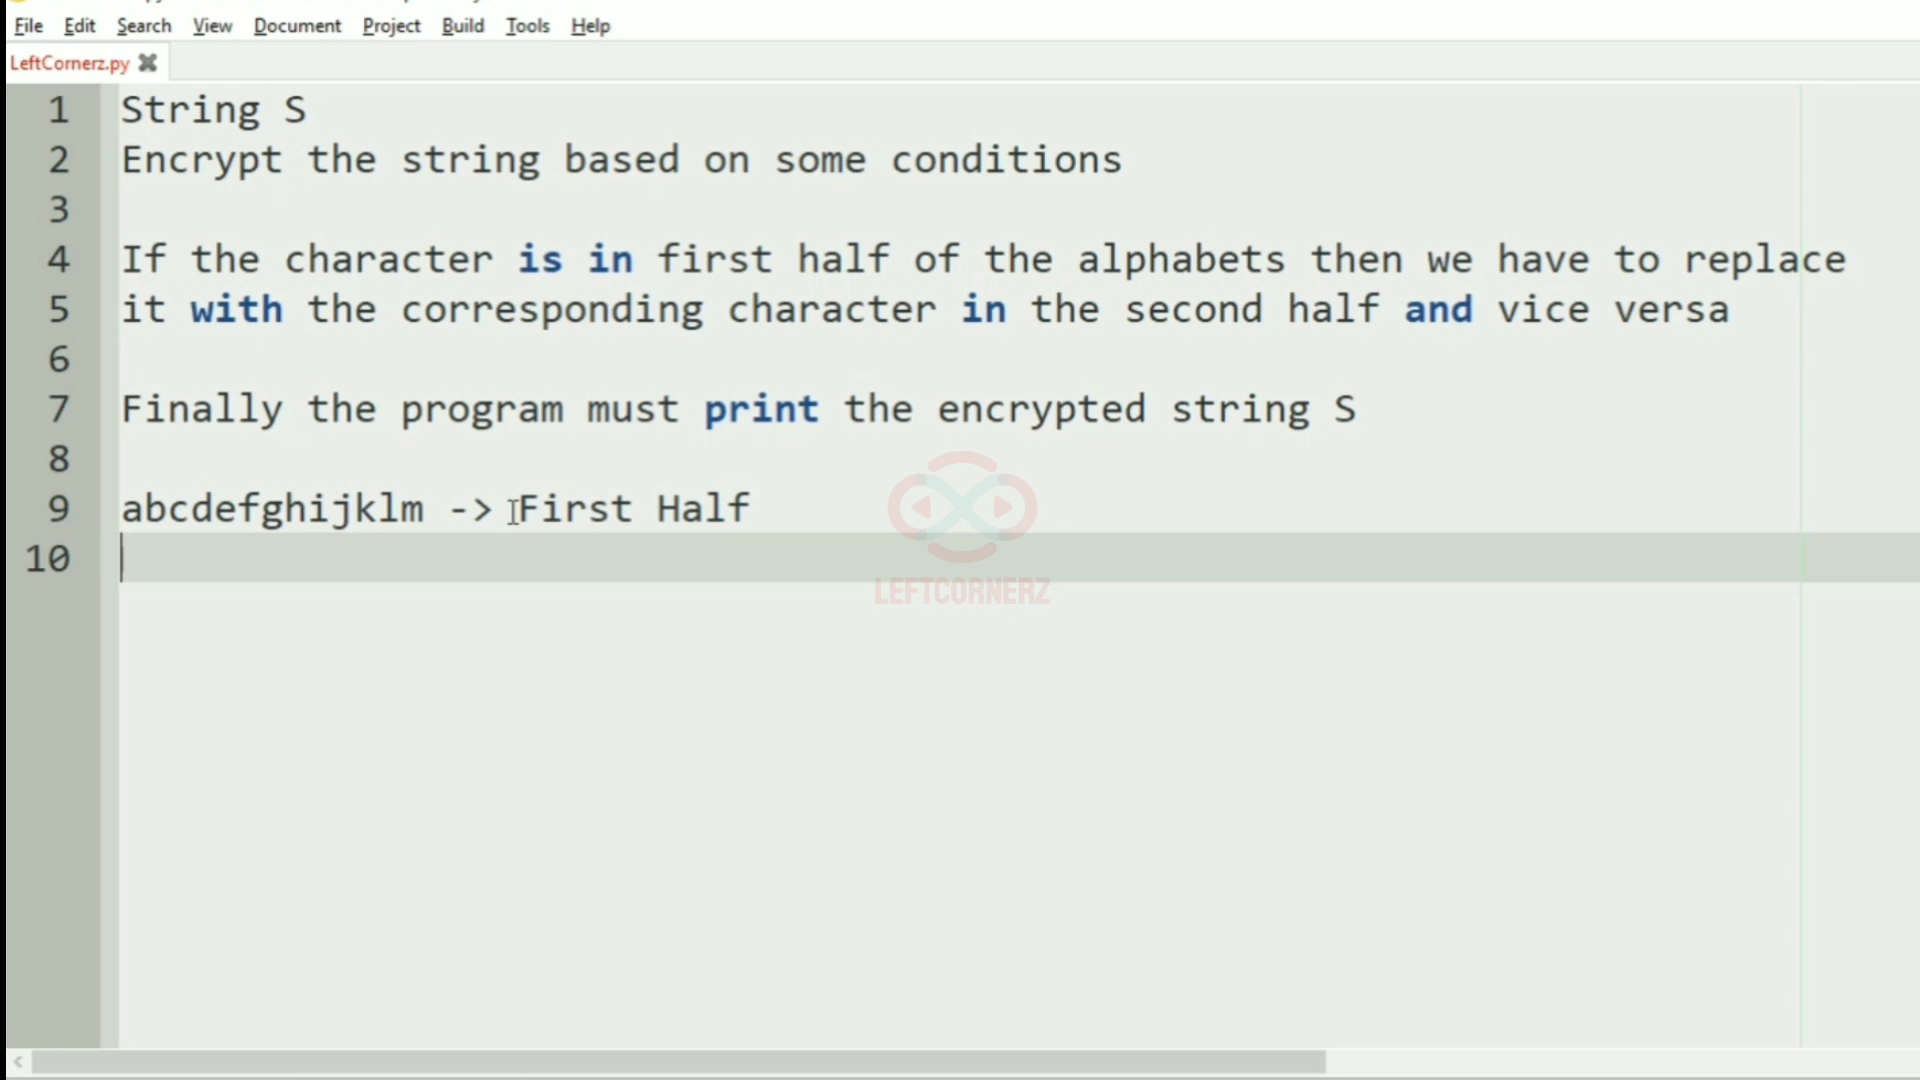 File Edit Search View Document Project Build Tools Help
LeftCornerz.py
1 String S
2 Encrypt the string based on some conditions
3
4 If the character is in first half of the alphabets then we have to replace
5 it with the corresponding character in the second half and vice versa
6
7 Finally the program must print the encrypted string S
8
9 abcdefghijklm -> First Half
10
LEFTCORNERZ